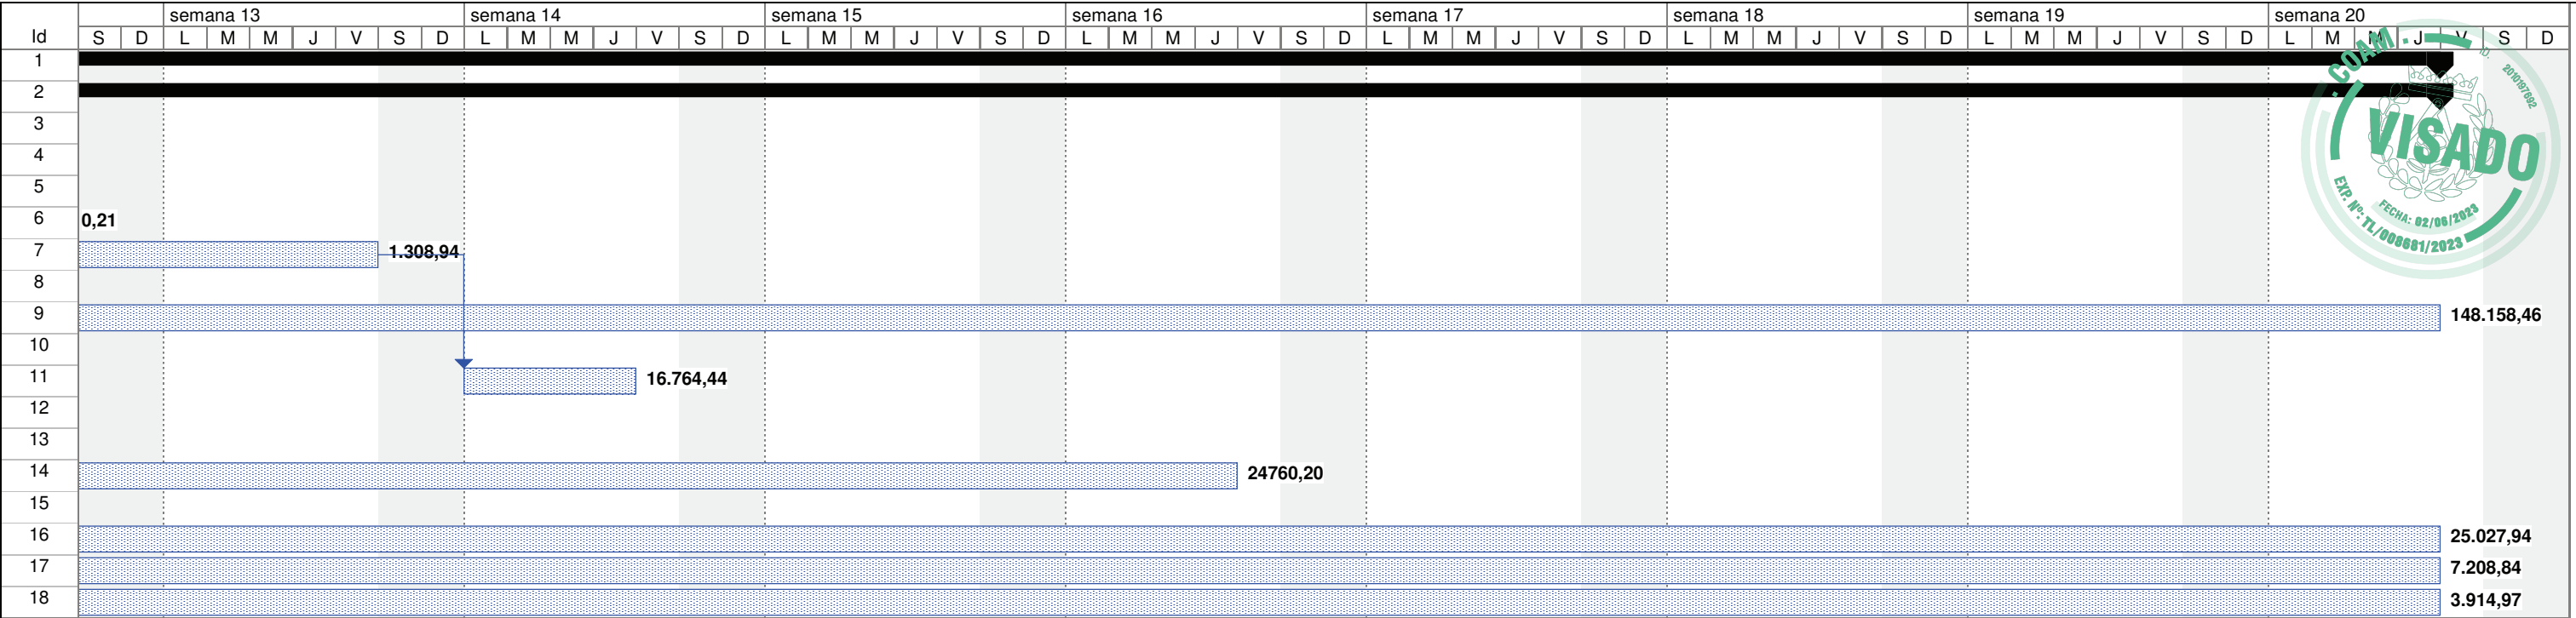 semana 13 semana 14 semana 15 semana 16 semana 17 semana 18 semana 19 semana 20
Id S D L M M J V S D L M M J V S D L M M J V S D L M M J V S D L M M J V S D L M M J V S D L M M J V S D L M M J V S D
1
2
3
4
5
6 0,21
7 1.308,94
8
9 148.158,46
10
11 16.764,44
12
13
14 24760,20
15
16 25.027,94
17 7.208,84
18 3.914,97
COAM
ID. 2010197692
VISADO
FECHA: 02/06/2023
EXP. Nº: TL/008681/2023